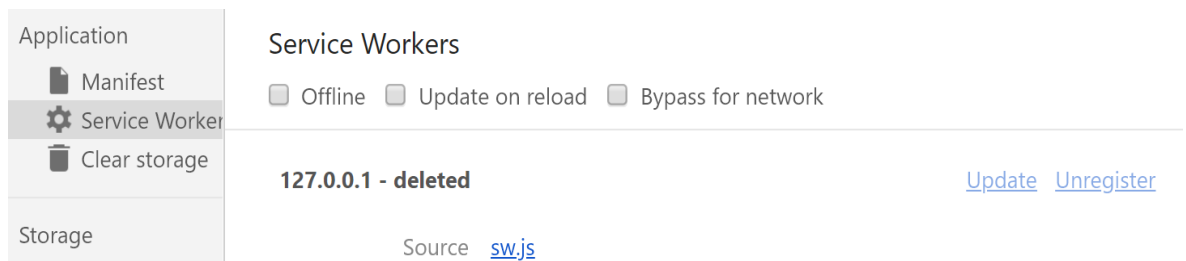 Application
Manifest
Service Worker
Clear storage
Storage
Service Workers
Offline Update on reload Bypass for network
127.0.0.1 - deleted Update Unregister
Source sw.js